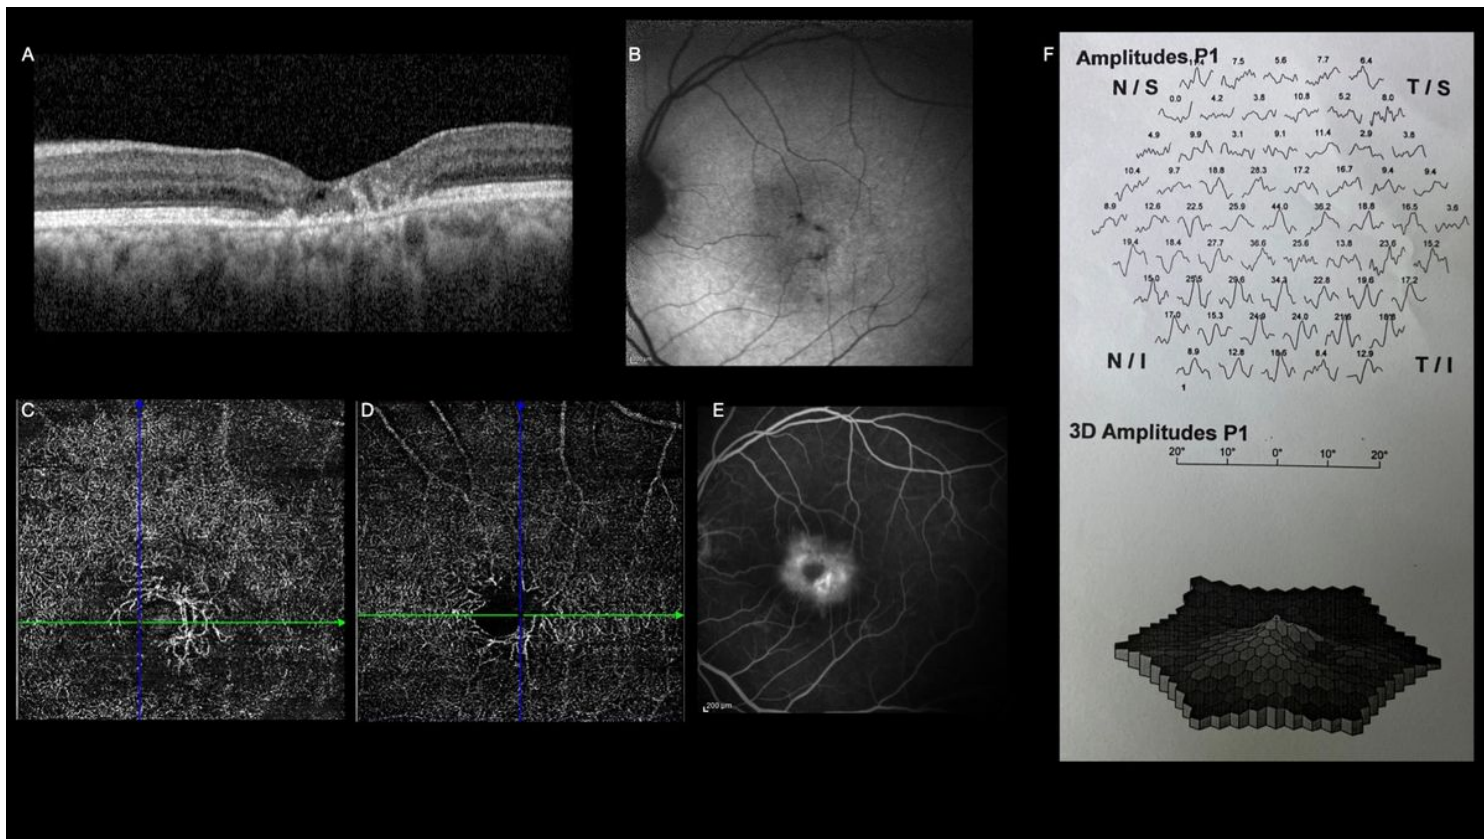 A
B
200 µm
C
D
E
200 µm
F
Amplitudes P1
N / S
T / S
17.4 7.5 5.6 7.7 6.4
0.0 4.2 3.8 10.8 5.2 8.0
4.9 9.9 3.1 9.1 11.4 2.9 3.8
10.4 9.7 18.8 28.3 17.2 16.7 9.4 9.4
8.9 12.6 22.5 25.9 44.0 36.2 18.8 16.5 3.6
19.4 18.4 27.7 36.6 25.6 13.8 23.6 15.2
15.0 25.5 29.6 34.3 22.8 19.6 17.2
17.0 15.3 24.9 24.0 21.6 18.8
8.9 12.8 18.6 8.4 12.9
N / I
T / I
1
3D Amplitudes P1
20° 10° 0° 10° 20°